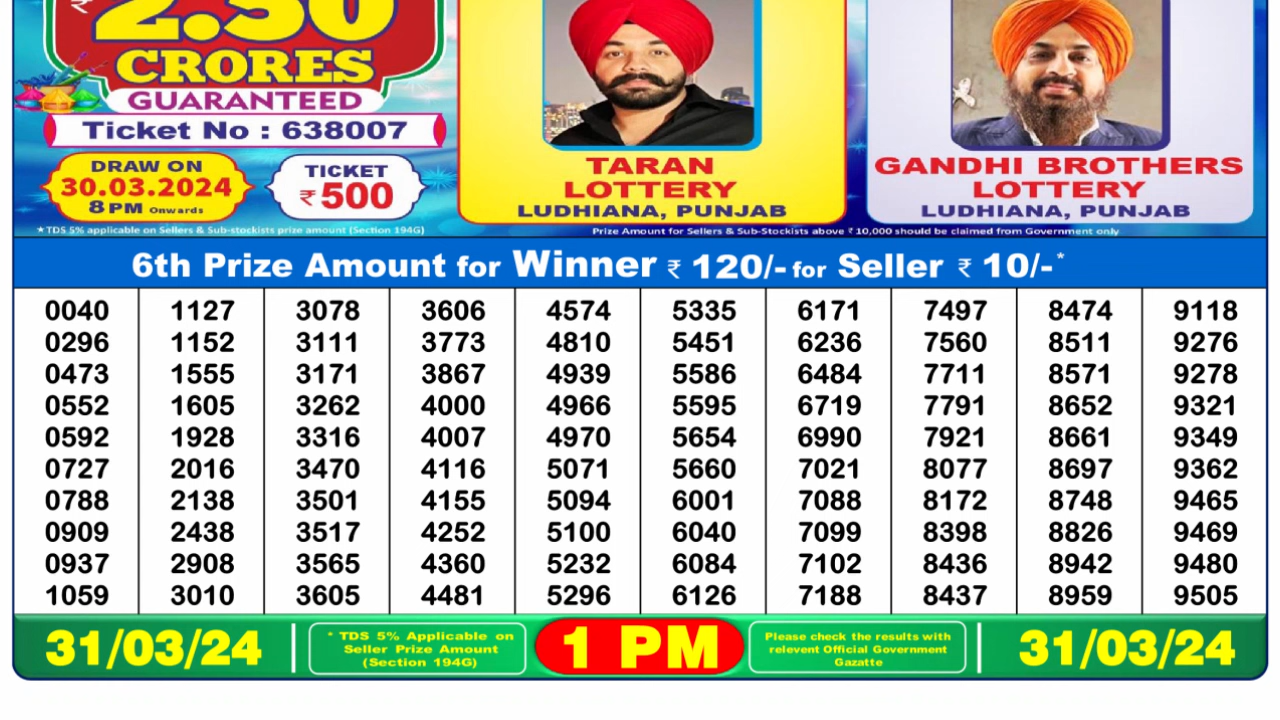 ₹ 2.50
CRORES
GUARANTEED
Ticket No : 638007
DRAW ON
30.03.2024
8 PM Onwards
TICKET
₹ 500
TARAN
LOTTERY
LUDHIANA, PUNJAB
GANDHI BROTHERS
LOTTERY
LUDHIANA, PUNJAB
★TDS 5% applicable on Sellers & Sub-stockists prize amount (Section 194G)
Prize Amount for Sellers & Sub-Stockists above ₹ 10,000 should be claimed from Government only
6th Prize Amount for Winner ₹ 120/- for Seller ₹ 10/-*
0040 1127 3078 3606 4574 5335 6171 7497 8474 9118
0296 1152 3111 3773 4810 5451 6236 7560 8511 9276
0473 1555 3171 3867 4939 5586 6484 7711 8571 9278
0552 1605 3262 4000 4966 5595 6719 7791 8652 9321
0592 1928 3316 4007 4970 5654 6990 7921 8661 9349
0727 2016 3470 4116 5071 5660 7021 8077 8697 9362
0788 2138 3501 4155 5094 6001 7088 8172 8748 9465
0909 2438 3517 4252 5100 6040 7099 8398 8826 9469
0937 2908 3565 4360 5232 6084 7102 8436 8942 9480
1059 3010 3605 4481 5296 6126 7188 8437 8959 9505
31/03/24
* TDS 5% Applicable on
Seller Prize Amount
(Section 194G)
1 PM
Please check the results with
relevent Official Government
Gazatte
31/03/24